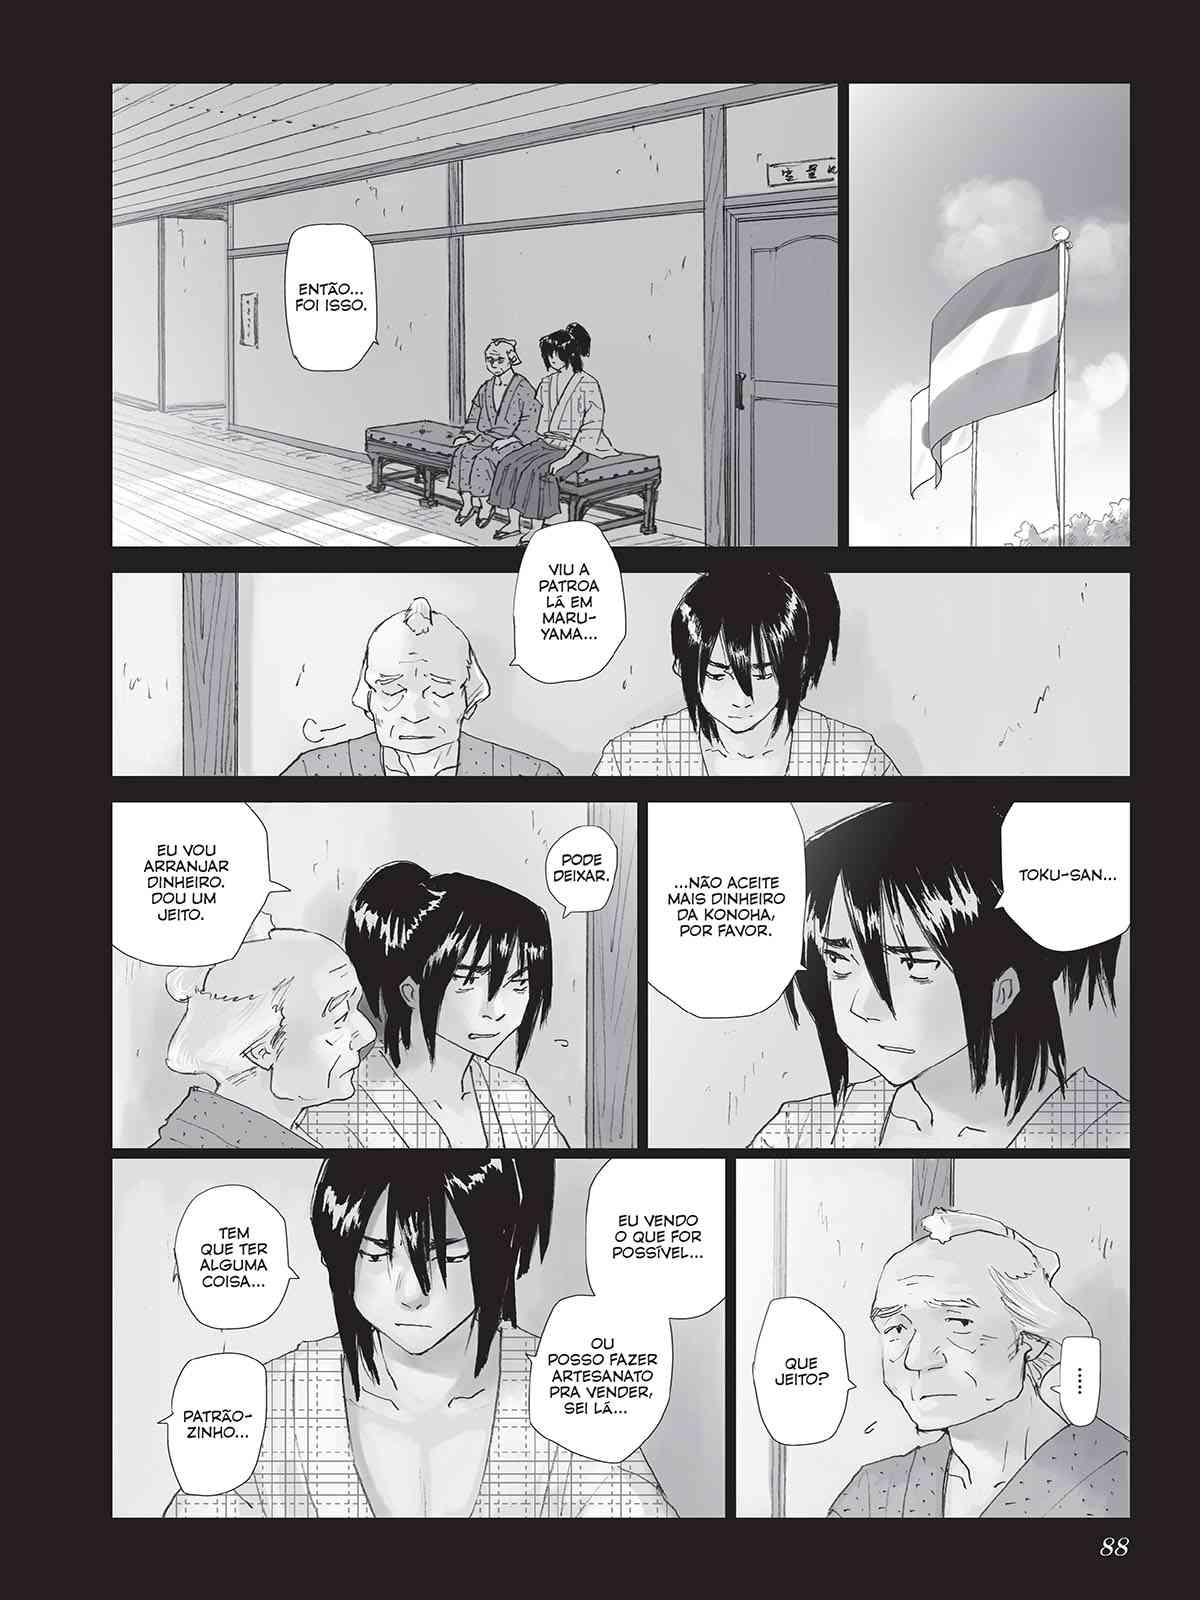 ENTÃO...
FOI ISSO.
VIU A
PATROA
LÁ EM
MARU-
YAMA...
TOKU-SAN...
...NÃO ACEITE
MAIS DINHEIRO
DA KONOHA,
POR FAVOR.
PODE
DEIXAR.
EU VOU
ARRANJAR
DINHEIRO.
DOU UM
JEITO.
......
QUE
JEITO?
EU VENDO
O QUE FOR
POSSÍVEL...
OU
POSSO FAZER
ARTESANATO
PRA VENDER,
SEI LÁ...
TEM
QUE TER
ALGUMA
COISA...
PATRÃO-
ZINHO...
88